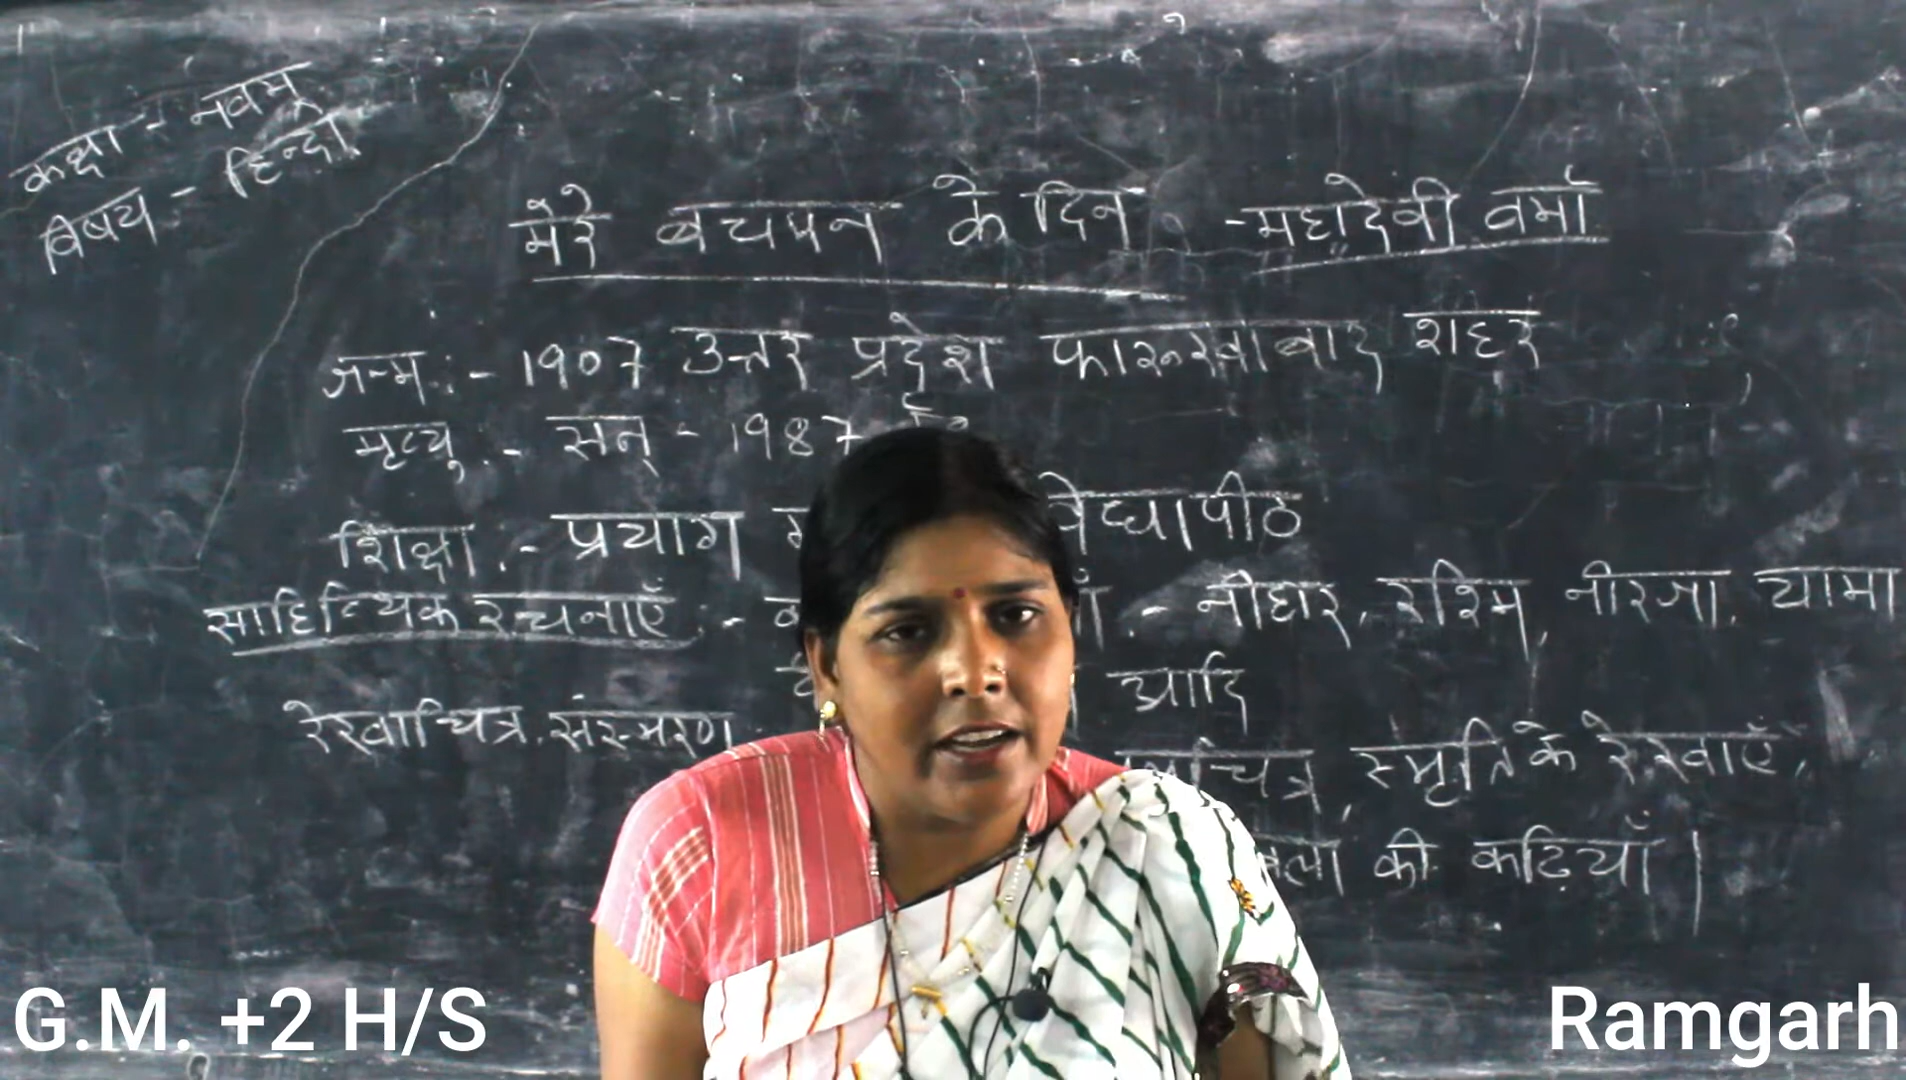 कक्षा - नवम्
विषय - हिन्दी
मेरे बचपन के दिन - महादेवी वर्मा
जन्म :- 1907 उत्तर प्रदेश फारूखाबाद शहर
मृत्यु :- सन् - 1987
शिक्षा :- प्रयाग
साहित्यिक रचनाएँ :- नीहार, रश्मि, नीरजा, यामा
आदि
रेखाचित्र, संस्मरण स्मृति के रेखाएँ,
की कढ़ियाँ |
G.M. +2 H/S
Ramgarh